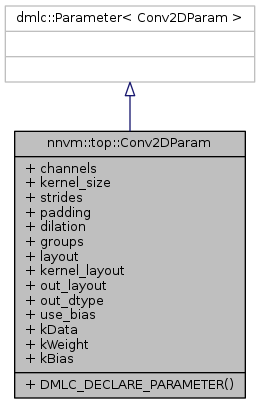 dmlc::Parameter< Conv2DParam >
nnvm::top::Conv2DParam
+ channels
+ kernel_size
+ strides
+ padding
+ dilation
+ groups
+ layout
+ kernel_layout
+ out_layout
+ out_dtype
+ use_bias
+ kData
+ kWeight
+ kBias
+ DMLC_DECLARE_PARAMETER()